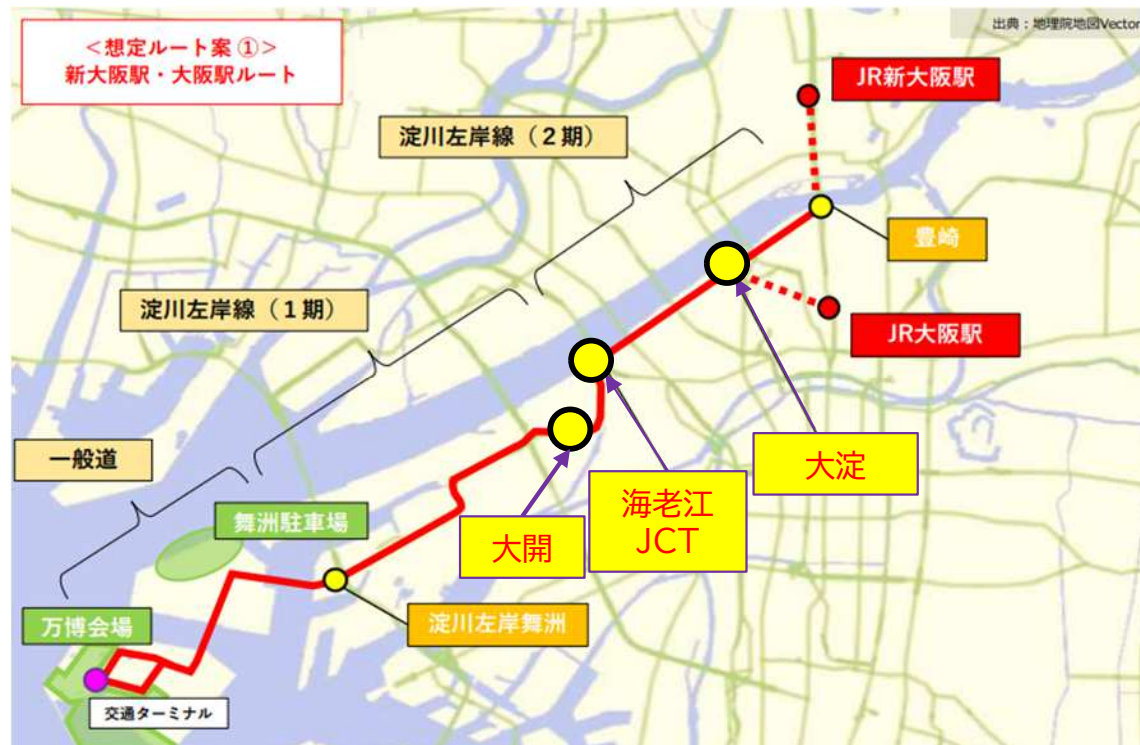 出典:地理院地図Vector
<想定ルート案①>
新大阪駅・大阪駅ルート
JR新大阪駅
淀川左岸線(2期)
豊崎
淀川左岸線(1期)
JR大阪駅
一般道
大淀
海老江
JCT
舞洲駐車場
大開
万博会場
淀川左岸舞洲
交通ターミナル